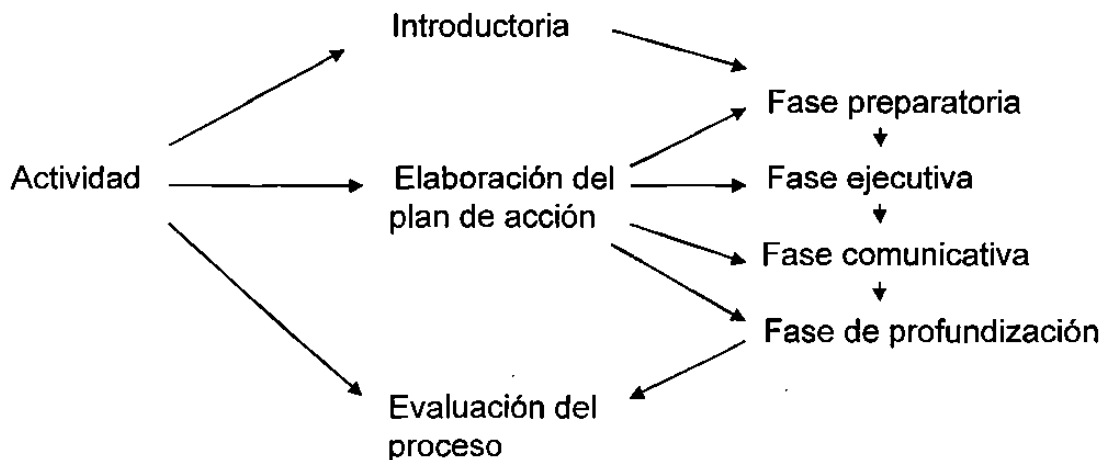 Introductoria
Fase preparatoria
Actividad
Elaboración del
plan de acción
Fase ejecutiva
Fase comunicativa
Fase de profundización
Evaluación del
proceso